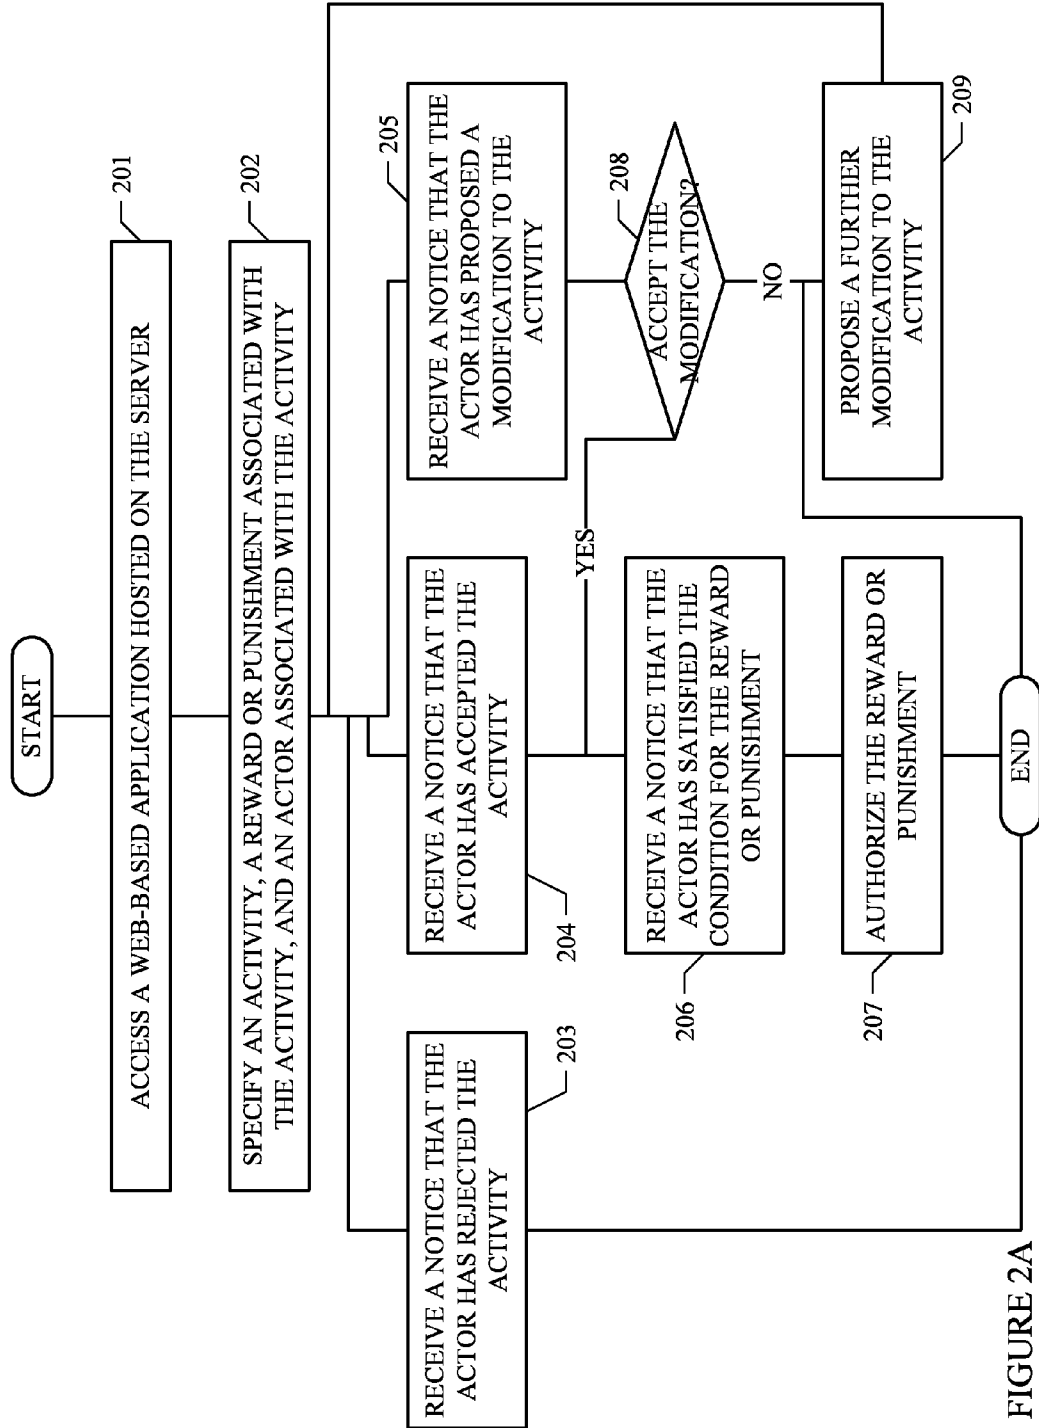 START
ACCESS A WEB-BASED APPLICATION HOSTED ON THE SERVER
201
SPECIFY AN ACTIVITY, A REWARD OR PUNISHMENT ASSOCIATED WITH
THE ACTIVITY, AND AN ACTOR ASSOCIATED WITH THE ACTIVITY
202
RECEIVE A NOTICE THAT THE
ACTOR HAS REJECTED THE
ACTIVITY
203
RECEIVE A NOTICE THAT THE
ACTOR HAS ACCEPTED THE
ACTIVITY
204
RECEIVE A NOTICE THAT THE
ACTOR HAS PROPOSED A
MODIFICATION TO THE
ACTIVITY
205
YES
ACCEPT THE
MODIFICATION?
208
NO
RECEIVE A NOTICE THAT THE
ACTOR HAS SATISFIED THE
CONDITION FOR THE REWARD
OR PUNISHMENT
206
AUTHORIZE THE REWARD OR
PUNISHMENT
207
PROPOSE A FURTHER
MODIFICATION TO THE
ACTIVITY
209
END
FIGURE 2A